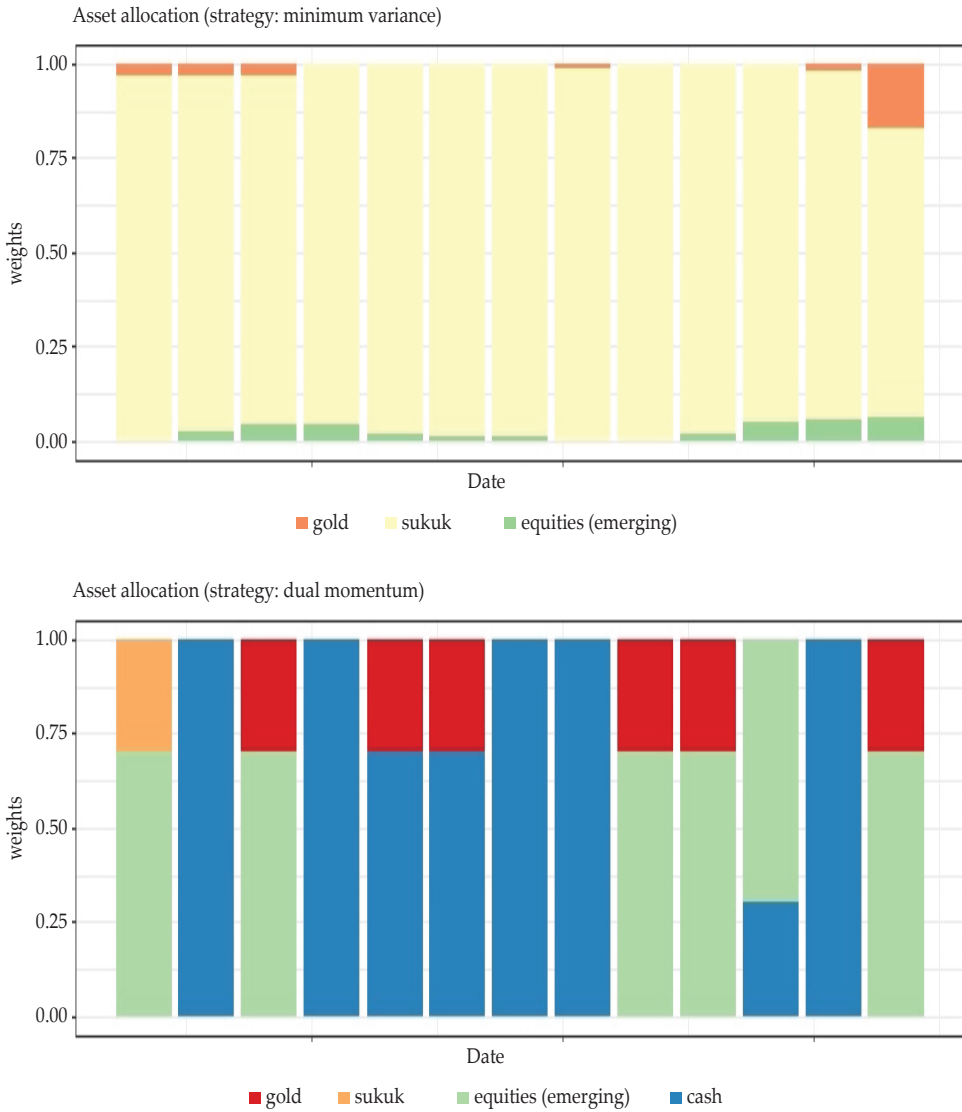 Asset allocation (strategy: minimum variance)
1.00
0.75
0.50
0.25
0.00
weights
Date
gold sukuk equities (emerging)
Asset allocation (strategy: dual momentum)
1.00
0.75
0.50
0.25
0.00
weights
Date
gold sukuk equities (emerging) cash